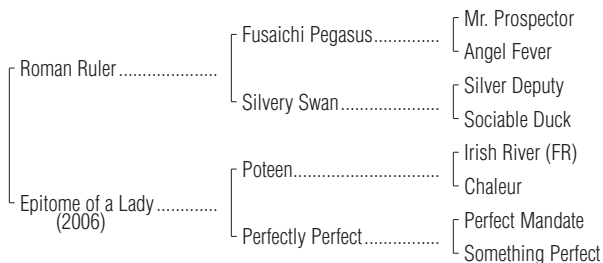 Mr. Prospector
Fusaichi Pegasus..............
Angel Fever
Roman Ruler.....................
Silver Deputy
Silvery Swan.....................
Sociable Duck
Irish River (FR)
Poteen...............................
Chaleur
Epitome of a Lady.............
(2006)
Perfect Mandate
Perfectly Perfect................
Something Perfect